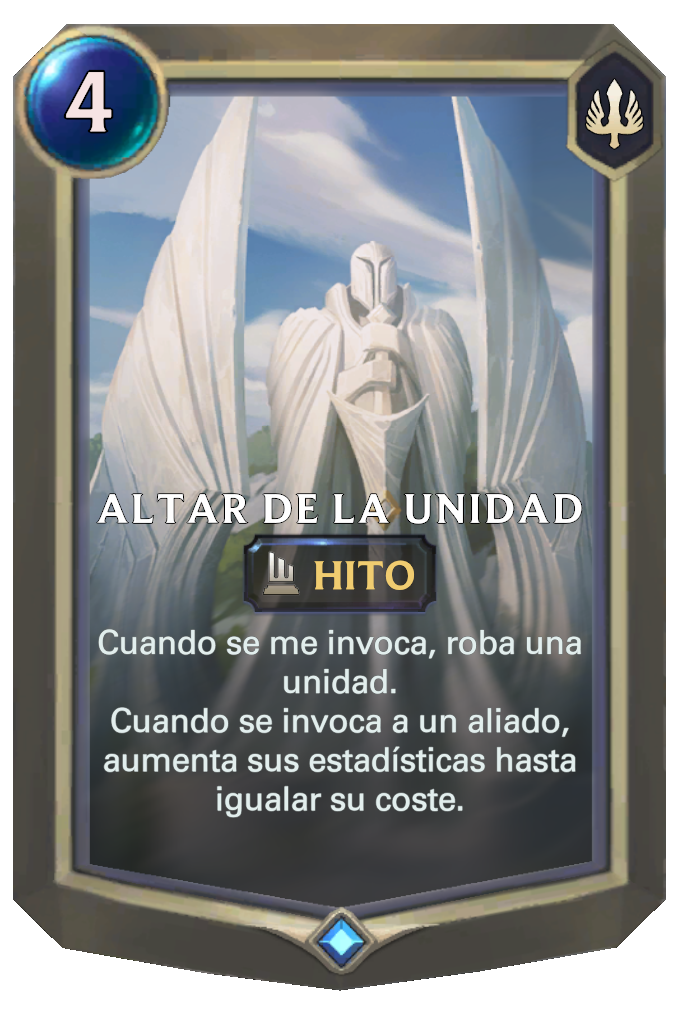 4
ALTAR DE LA UNIDAD
HITO
Cuando se me invoca, roba una
unidad.
Cuando se invoca a un aliado,
aumenta sus estadísticas hasta
igualar su coste.